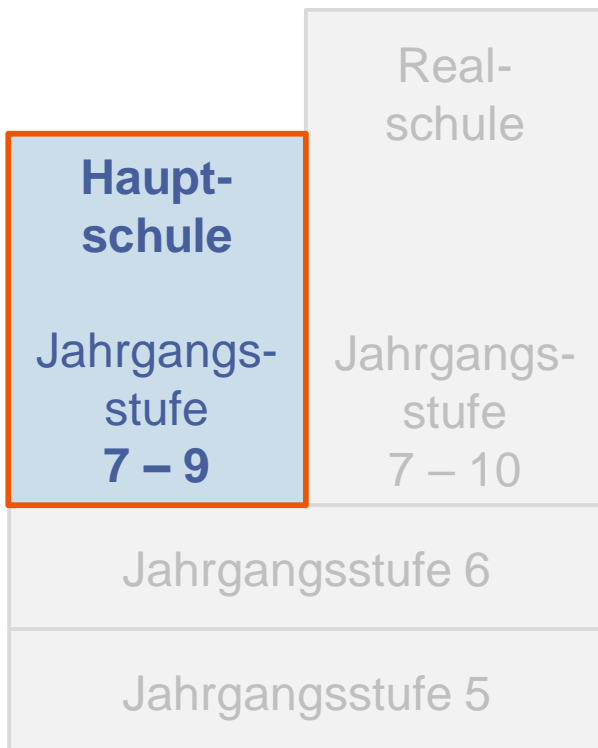 Real-
schule
Haupt-
schule
Jahrgangs-
stufe
7 – 9
Jahrgangs-
stufe
7 – 10
Jahrgangsstufe 6
Jahrgangsstufe 5